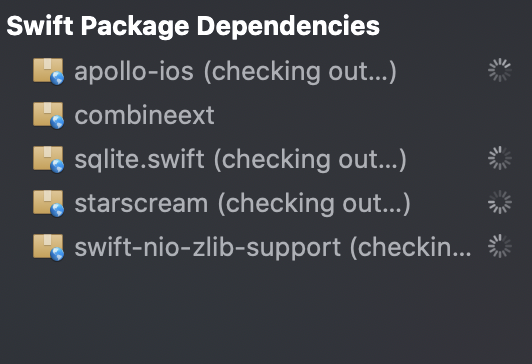 Swift Package Dependencies
apollo-ios (checking out...)
combineext
sqlite.swift (checking out...)
starscream (checking out...)
swift-nio-zlib-support (checkin...